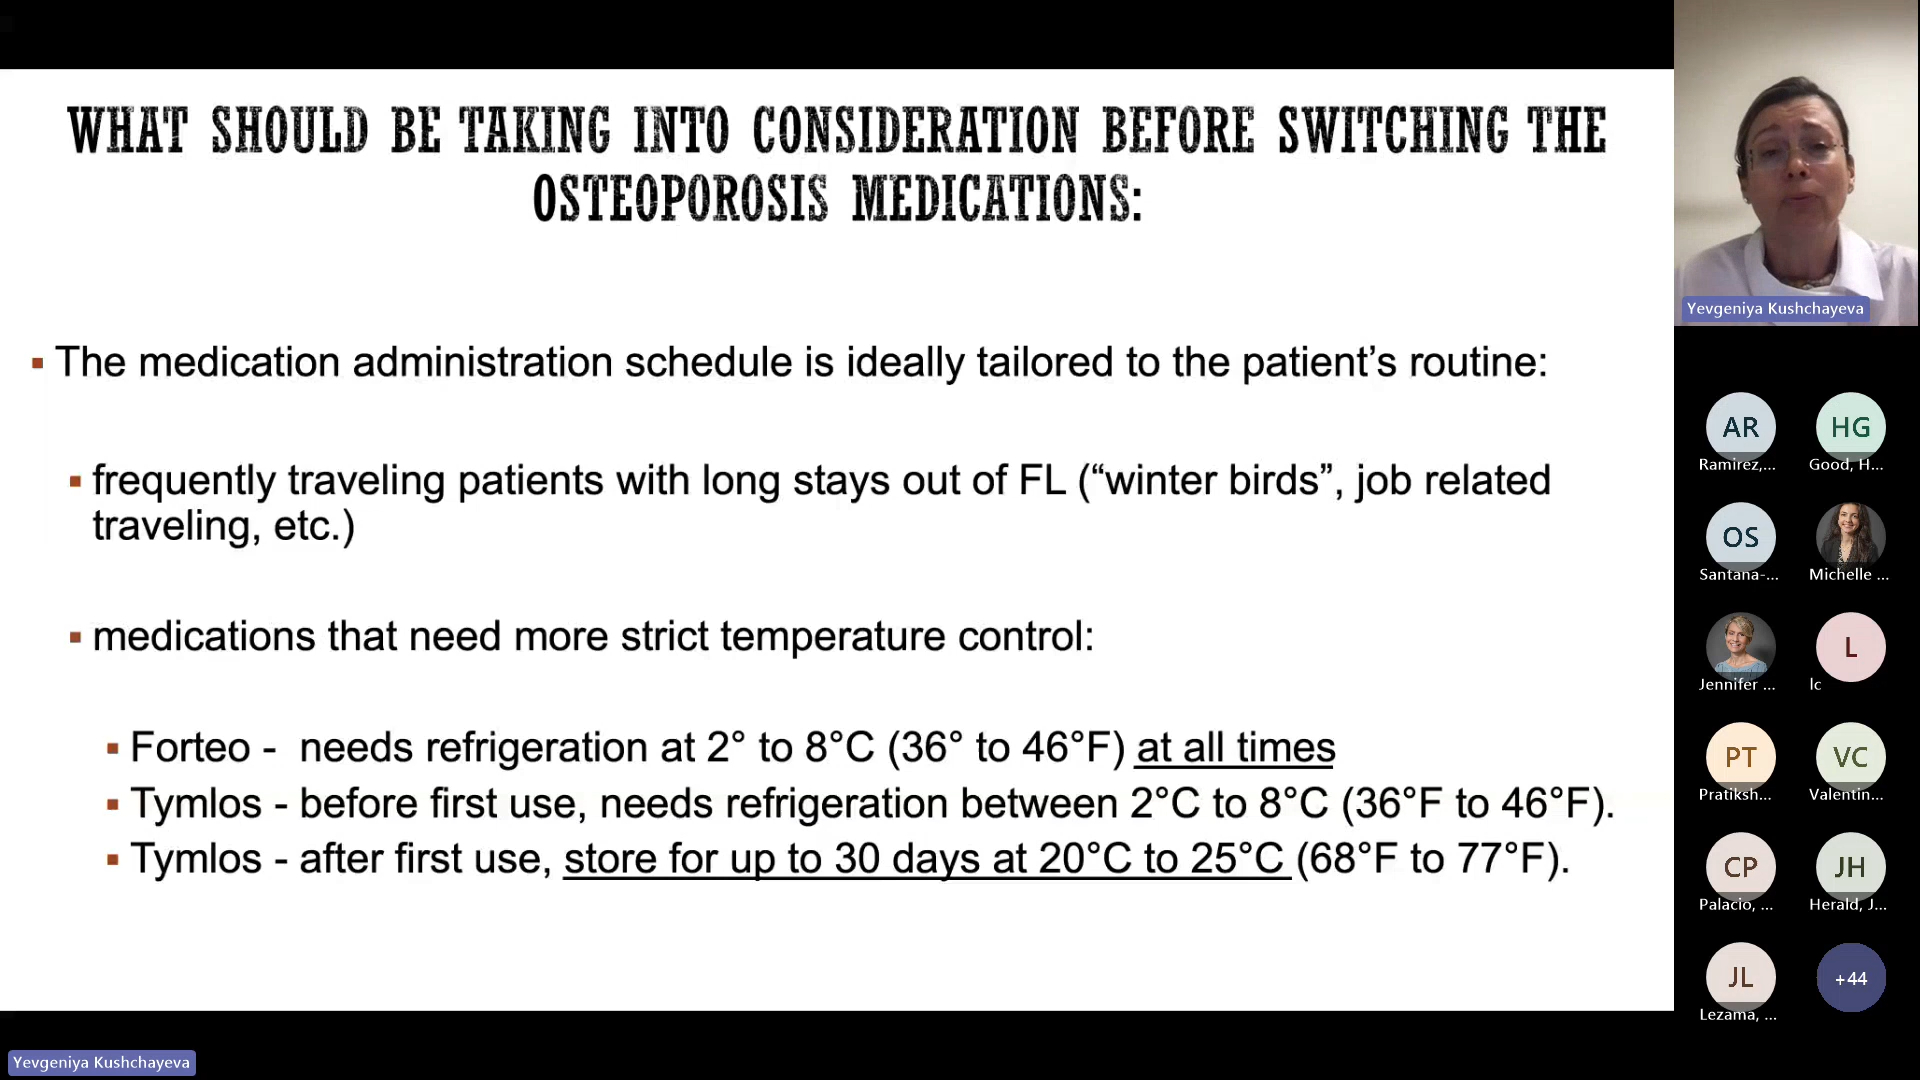 WHAT SHOULD BE TAKING INTO CONSIDERATION BEFORE SWITCHING THE
OSTEOPOROSIS MEDICATIONS:
▪ The medication administration schedule is ideally tailored to the patient’s routine:
▪ frequently traveling patients with long stays out of FL (“winter birds”, job related
traveling, etc.)
▪ medications that need more strict temperature control:
▪ Forteo - needs refrigeration at 2° to 8°C (36° to 46°F) at all times
▪ Tymlos - before first use, needs refrigeration between 2°C to 8°C (36°F to 46°F).
▪ Tymlos - after first use, store for up to 30 days at 20°C to 25°C (68°F to 77°F).
Yevgeniya Kushchayeva
AR HG
Ramirez,... Good, H...
OS
Santana-... Michelle ...
L
Jennifer ... lc
PT VC
Pratiksh... Valentin...
CP JH
Palacio, ... Herald, J...
JL +44
Lezama, ...
Yevgeniya Kushchayeva